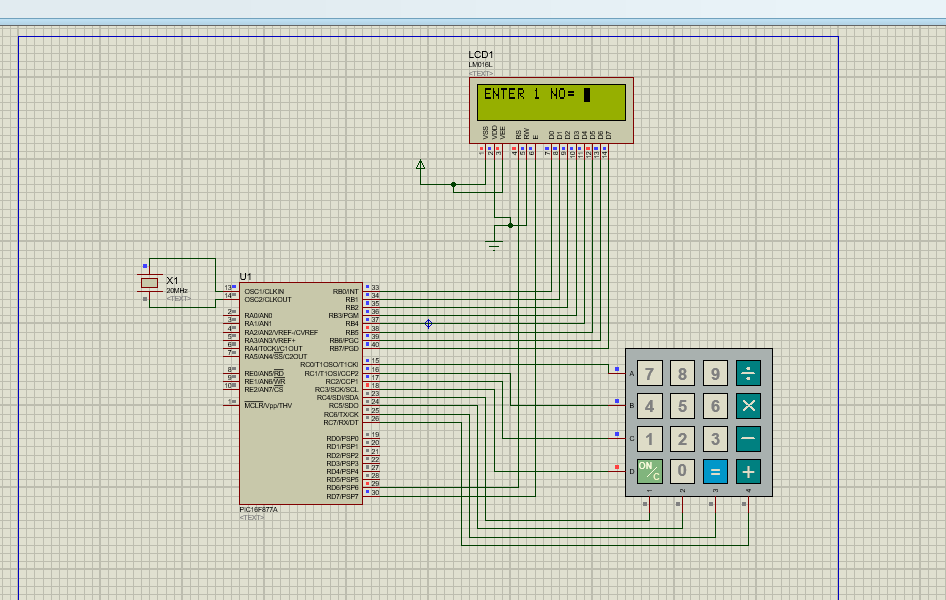 LCD1
LM016L
<TEXT>
ENTER 1 NO=
VSS VDD VEE RS RW E D0 D1 D2 D3 D4 D5 D6 D7
1 2 3 4 5 6 7 8 9 10 11 12 13 14
X1
20MHz
<TEXT>
U1
13 OSC1/CLKIN RB0/INT 33
14 OSC2/CLKOUT RB1 34
RB2 35
2 RA0/AN0 RB3/PGM 36
3 RA1/AN1 RB4 37
4 RA2/AN2/VREF-/CVREF RB5 38
5 RA3/AN3/VREF+ RB6/PGC 39
6 RA4/T0CKI/C1OUT RB7/PGD 40
7 RA5/AN4/SS/C2OUT
RC0/T1OSO/T1CKI 15
8 RE0/AN5/RD RC1/T1OSI/CCP2 16
9 RE1/AN6/WR RC2/CCP1 17
10 RE2/AN7/CS RC3/SCK/SCL 18
RC4/SDI/SDA 23
1 MCLR/Vpp/THV RC5/SDO 24
RC6/TX/CK 25
RC7/RX/DT 26
RD0/PSP0 19
RD1/PSP1 20
RD2/PSP2 21
RD3/PSP3 22
RD4/PSP4 27
RD5/PSP5 28
RD6/PSP6 29
RD7/PSP7 30
PIC16F877A
<TEXT>
A 7 8 9 ÷
B 4 5 6 ×
C 1 2 3 −
D ON/C 0 = +
1 2 3 4